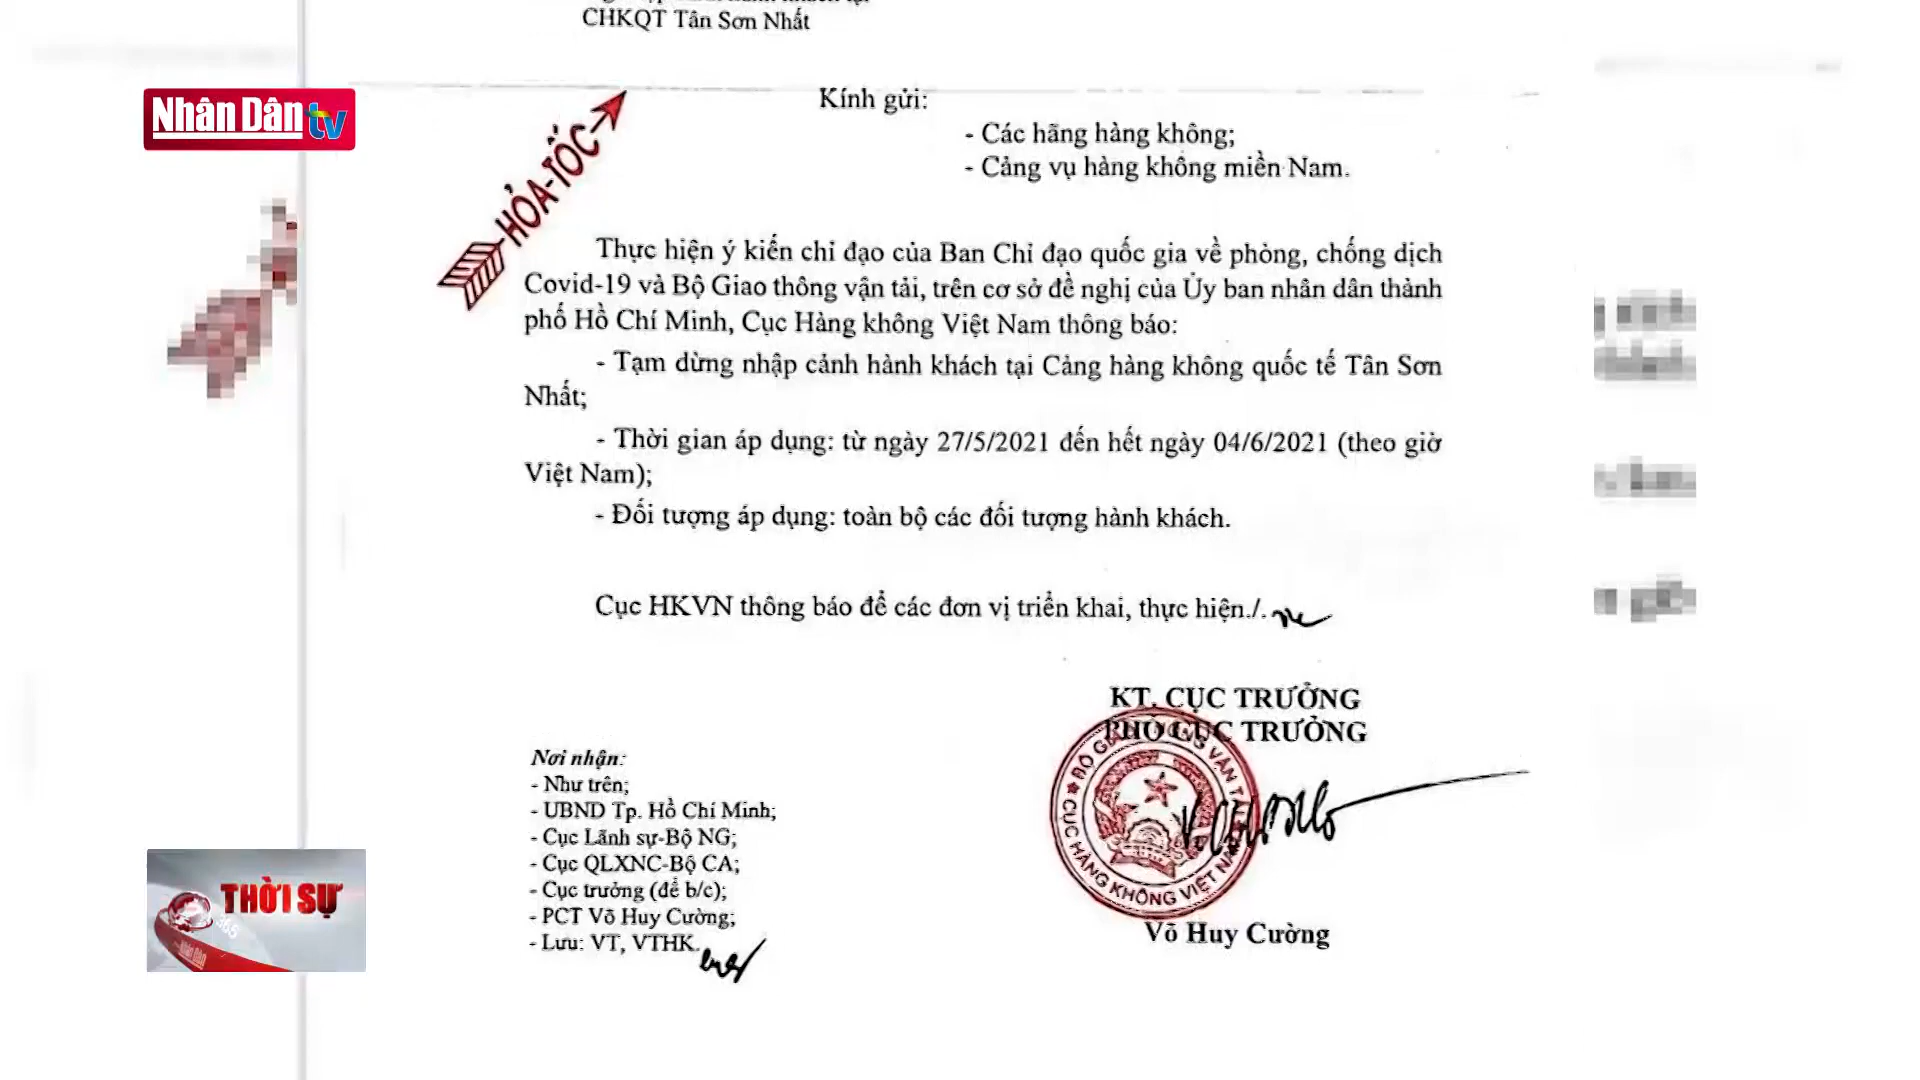 CHKQT Tân Sơn Nhất
Nhân Dân tv
HỎA-TỐC
Kính gửi:
- Các hãng hàng không;
- Cảng vụ hàng không miền Nam.
Thực hiện ý kiến chỉ đạo của Ban Chỉ đạo quốc gia về phòng, chống dịch
Covid-19 và Bộ Giao thông vận tải, trên cơ sở đề nghị của Ủy ban nhân dân thành
phố Hồ Chí Minh, Cục Hàng không Việt Nam thông báo:
- Tạm dừng nhập cảnh hành khách tại Cảng hàng không quốc tế Tân Sơn
Nhất;
- Thời gian áp dụng: từ ngày 27/5/2021 đến hết ngày 04/6/2021 (theo giờ
Việt Nam);
- Đối tượng áp dụng: toàn bộ các đối tượng hành khách.
Cục HKVN thông báo để các đơn vị triển khai, thực hiện./.
KT. CỤC TRƯỞNG
PHÓ CỤC TRƯỞNG
BỘ GIAO THÔNG VẬN TẢI
CỤC HÀNG KHÔNG VIỆT NAM
Võ Huy Cường
Nơi nhận:
- Như trên;
- UBND Tp. Hồ Chí Minh;
- Cục Lãnh sự-Bộ NG;
- Cục QLXNC-Bộ CA;
- Cục trưởng (để b/c);
- PCT Võ Huy Cường;
- Lưu: VT, VTHK.
THỜI SỰ
365
Nhân Dân